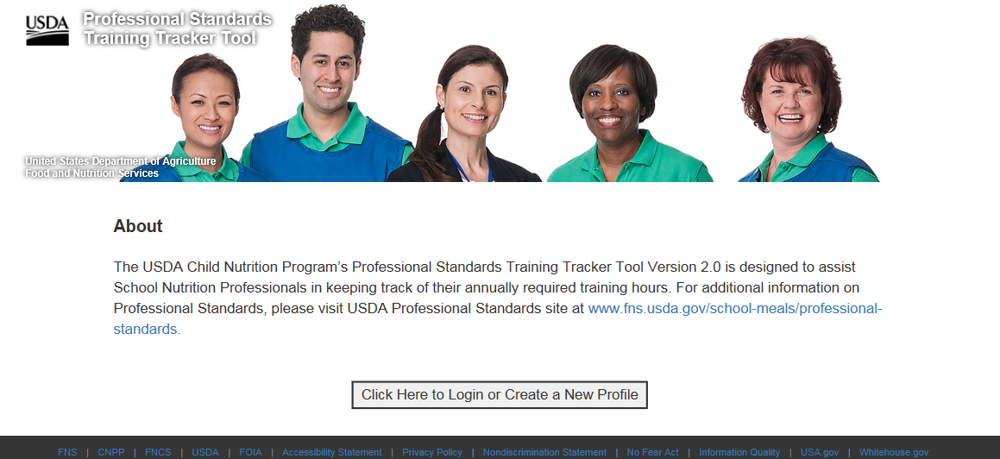 USDA
Professional Standards
Training Tracker Tool
United States Department of Agriculture
Food and Nutrition Services
About
The USDA Child Nutrition Program’s Professional Standards Training Tracker Tool Version 2.0 is designed to assist
School Nutrition Professionals in keeping track of their annually required training hours. For additional information on
Professional Standards, please visit USDA Professional Standards site at www.fns.usda.gov/school-meals/professional-
standards.
Click Here to Login or Create a New Profile
FNS | CNPP | FNCS | USDA | FOIA | Accessibility Statement | Privacy Policy | Nondiscrimination Statement | No Fear Act | Information Quality | USA.gov | Whitehouse.gov